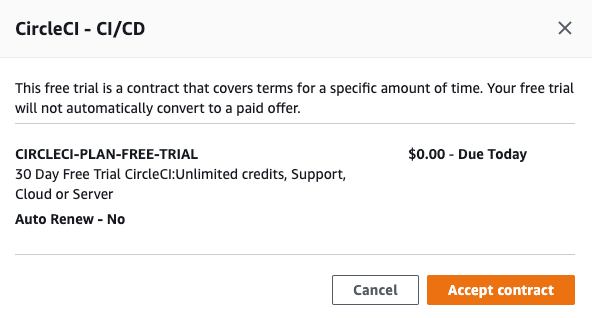 CircleCI - CI/CD
This free trial is a contract that covers terms for a specific amount of time. Your free trial
will not automatically convert to a paid offer.
CIRCLECI-PLAN-FREE-TRIAL
$0.00 - Due Today
30 Day Free Trial CircleCI:Unlimited credits, Support,
Cloud or Server
Auto Renew - No
Cancel
Accept contract